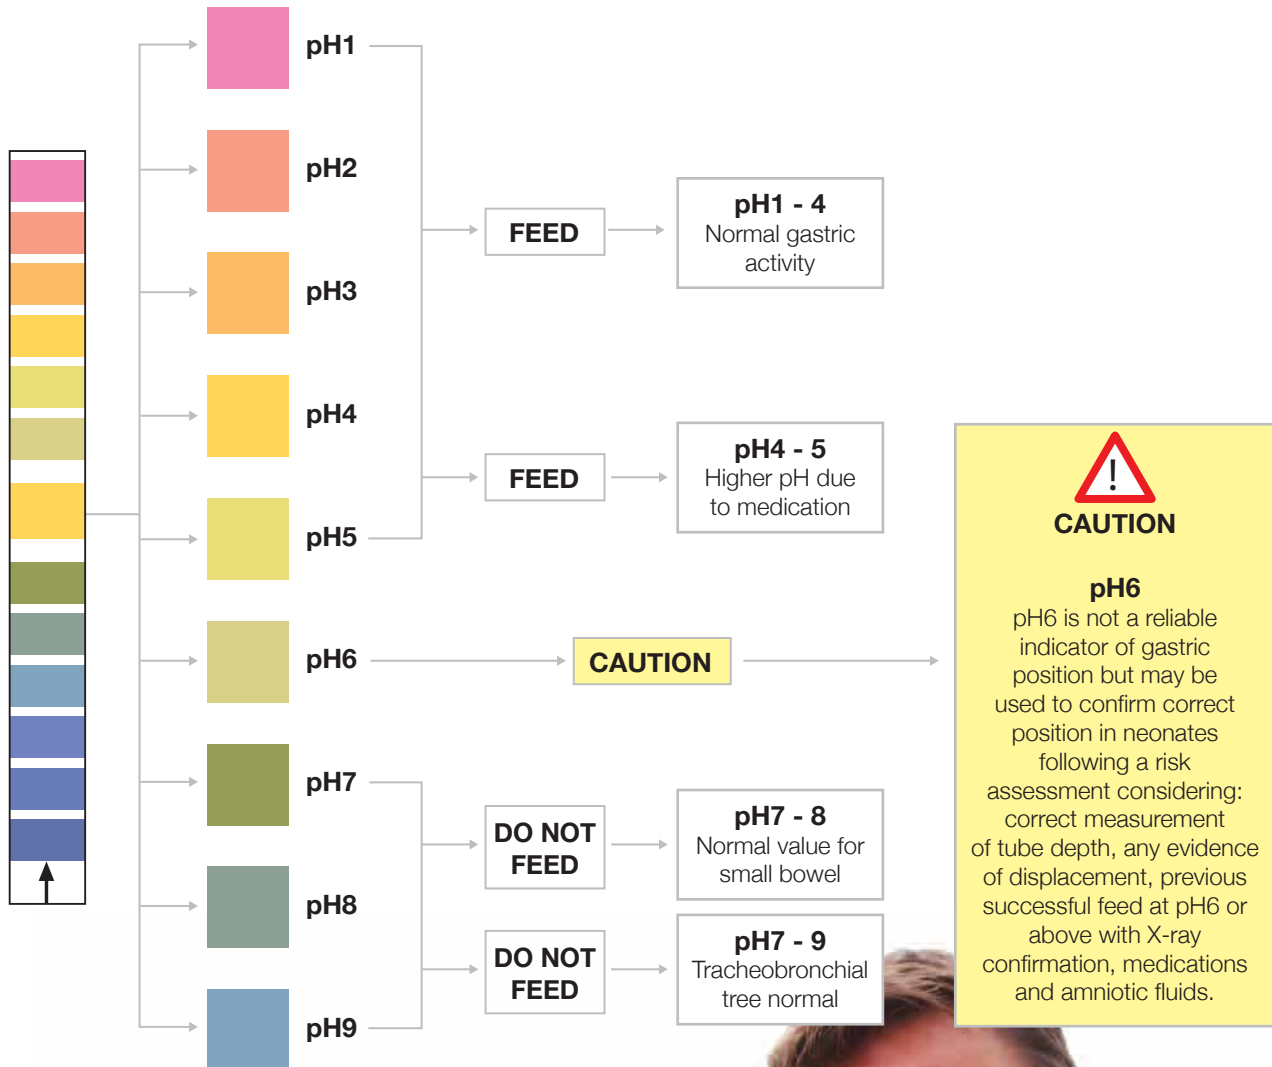 pH1
pH2
pH3
pH4
pH5
pH6
pH7
pH8
pH9
FEED
pH1 - 4
Normal gastric
activity
FEED
pH4 - 5
Higher pH due
to medication
CAUTION
DO NOT
FEED
pH7 - 8
Normal value for
small bowel
DO NOT
FEED
pH7 - 9
Tracheobronchial
tree normal
!
CAUTION
pH6
pH6 is not a reliable
indicator of gastric
position but may be
used to confirm correct
position in neonates
following a risk
assessment considering:
correct measurement
of tube depth, any evidence
of displacement, previous
successful feed at pH6 or
above with X-ray
confirmation, medications
and amniotic fluids.